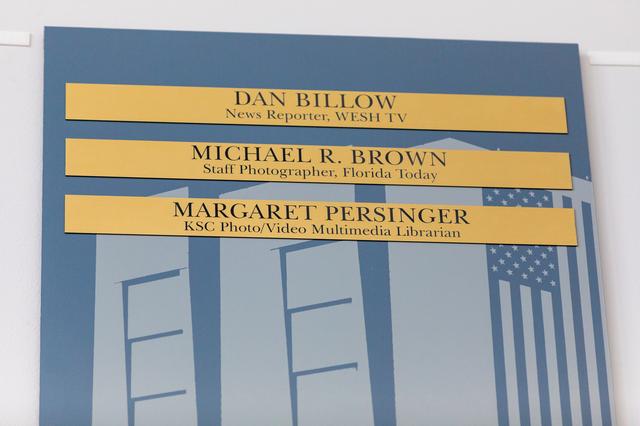 DAN BILLOW
News Reporter, WESH TV
MICHAEL R. BROWN
Staff Photographer, Florida Today
MARGARET PERSINGER
KSC Photo/Video Multimedia Librarian